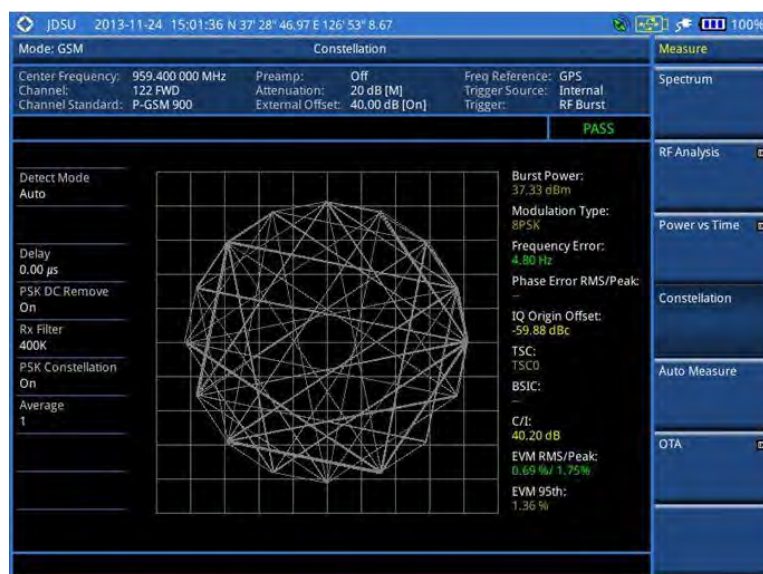 JDSU 2013-11-24 15:01:36 N 37° 28" 46.97 E 126° 53" 8.67 100%
Mode: GSM Constellation Measure
Center Frequency: 959.400 000 MHz Preamp: Off Freq Reference: GPS
Channel: 122 FWD Attenuation: 20 dB [M] Trigger Source: Internal
Channel Standard: P-GSM 900 External Offset: 40.00 dB [On] Trigger: RF Burst
PASS
Detect Mode
Auto
Delay
0.00 µs
PSK DC Remove
On
Rx Filter
400K
PSK Constellation
On
Average
1
Burst Power:
37.33 dBm
Modulation Type:
8PSK
Frequency Error:
4.80 Hz
Phase Error RMS/Peak:
--
IQ Origin Offset:
-59.88 dBc
TSC:
TSC0
BSIC:
--
C/I:
40.20 dB
EVM RMS/Peak:
0.69 %/ 1.75%
EVM 95th:
1.36 %
Spectrum
RF Analysis
Power vs Time
Constellation
Auto Measure
OTA